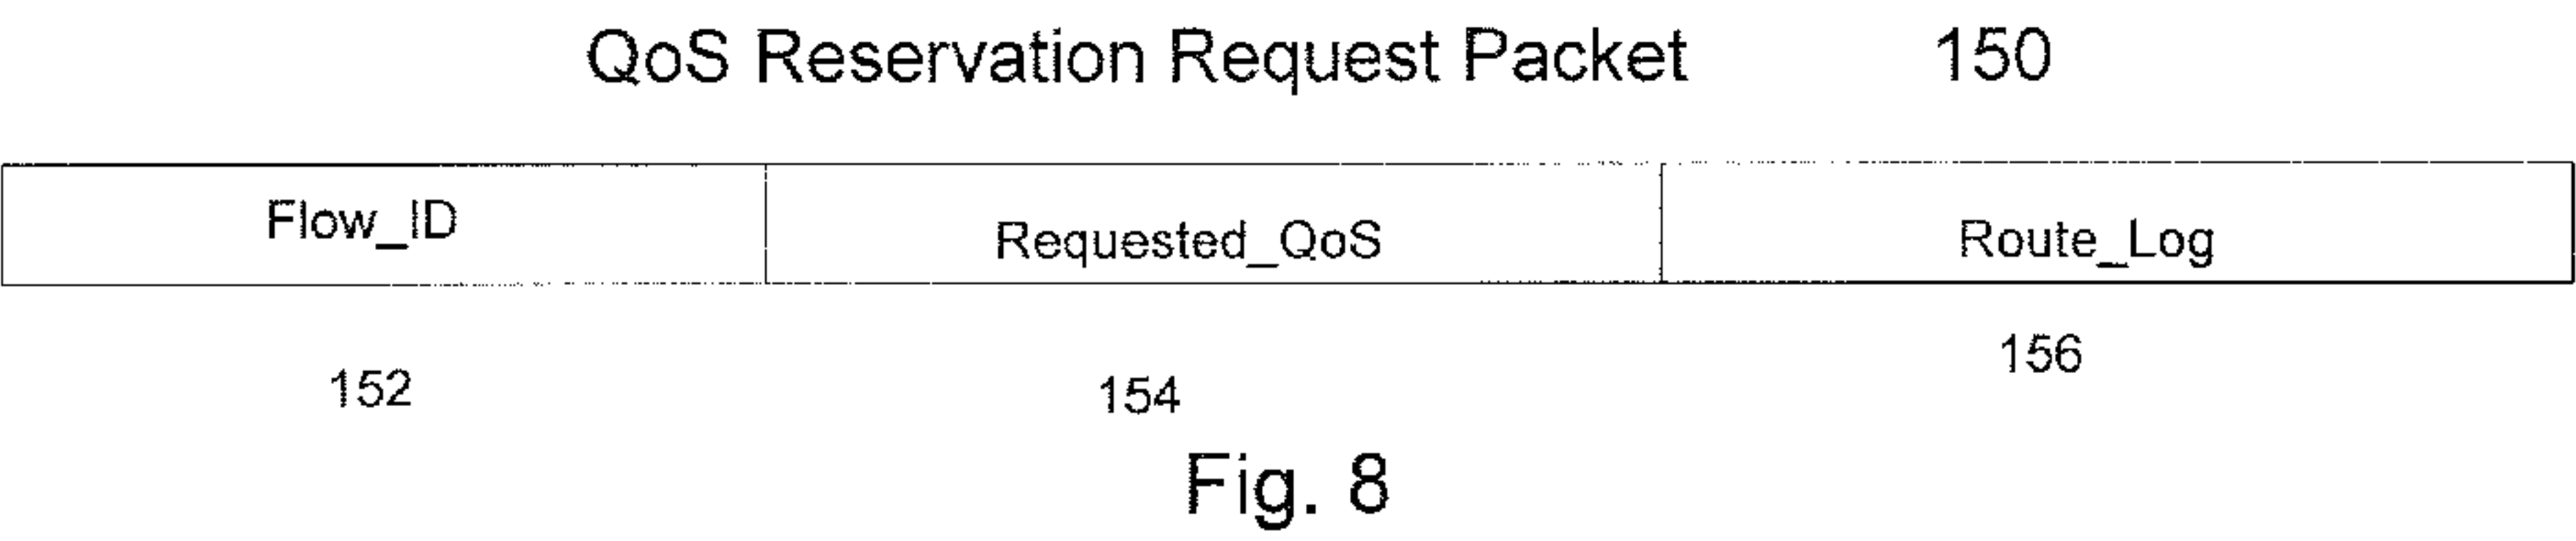 QoS Reservation Request Packet 150
Flow_ID Requested_QoS Route_Log
152 154 156
Fig. 8